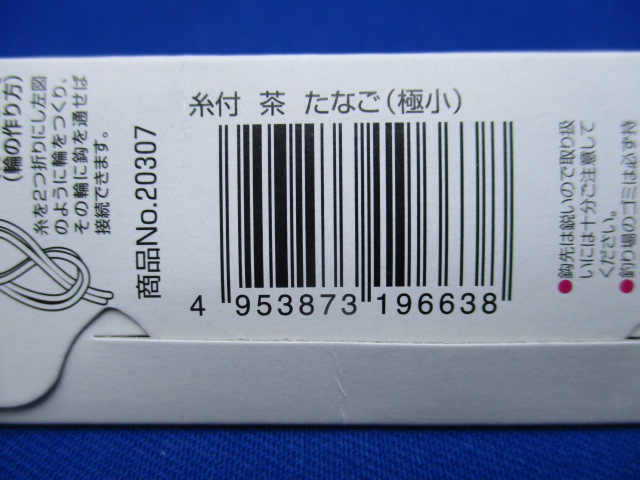 (輪の作り方)
糸を2つ折りにし左図
のように輪をつくり、
その輪に鈎を通せば
接続できます。
商品No.20307
糸付 茶 たなご(極小)
4 953873 196638
●鈎先は鋭いので取り扱
いには十分ご注意して
ください。
●釣り場のゴミは必ず持